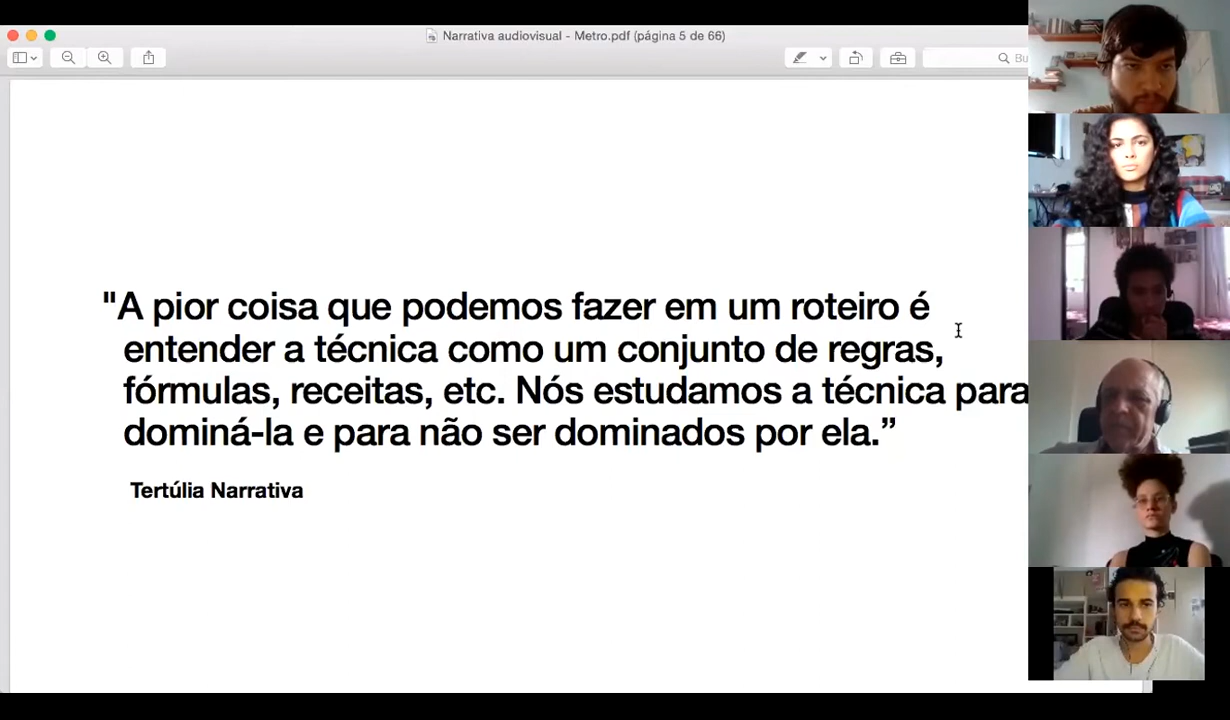 Narrativa audiovisual - Metro.pdf (página 5 de 66)
Bu
"A pior coisa que podemos fazer em um roteiro é
entender a técnica como um conjunto de regras,
fórmulas, receitas, etc. Nós estudamos a técnica para
dominá-la e para não ser dominados por ela.”
Tertúlia Narrativa